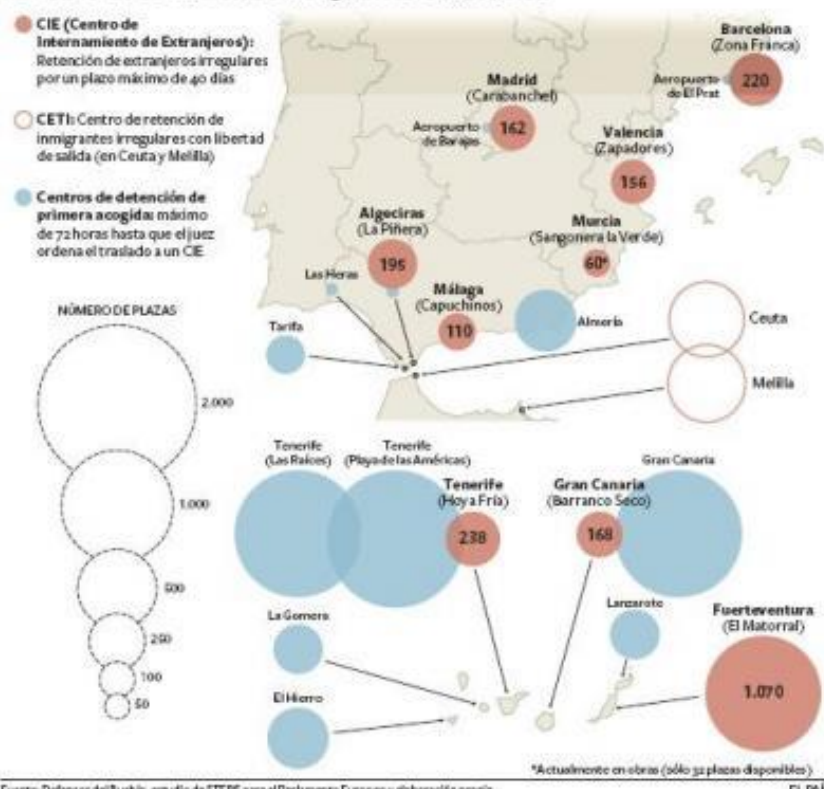 CIE (Centro de
Internamiento de Extranjeros):
Retención de extranjeros irregulares
por un plazo máximo de 40 días
CETI: Centro de retención de
inmigrantes irregulares con libertad
de salida (en Ceuta y Melilla)
Centros de detención de
primera acogida: máximo
de 72 horas hasta que el juez
ordena el traslado a un CIE
NÚMERO DE PLAZAS
2.000
1.000
500
250
100
50
Barcelona
(Zona Franca)
220
Aeropuerto
de El Prat
Madrid
(Carabanchel)
162
Aeropuerto
de Barajas
Valencia
(Zapadores)
156
Algeciras
(La Piñera)
195
Murcia
(Sangonera la Verde)
60*
Las Heras
Málaga
(Capuchinos)
110
Almería
Tarifa
Ceuta
Melilla
Tenerife
(Las Raíces)
Tenerife
(Playa de las Américas)
Tenerife
(Hoya Fría)
238
Gran Canaria
(Barranco Seco)
168
Gran Canaria
La Gomera
Lanzarote
Fuerteventura
(El Matorral)
1.070
El Hierro
*Actualmente en obras (sólo 32 plazas disponibles)